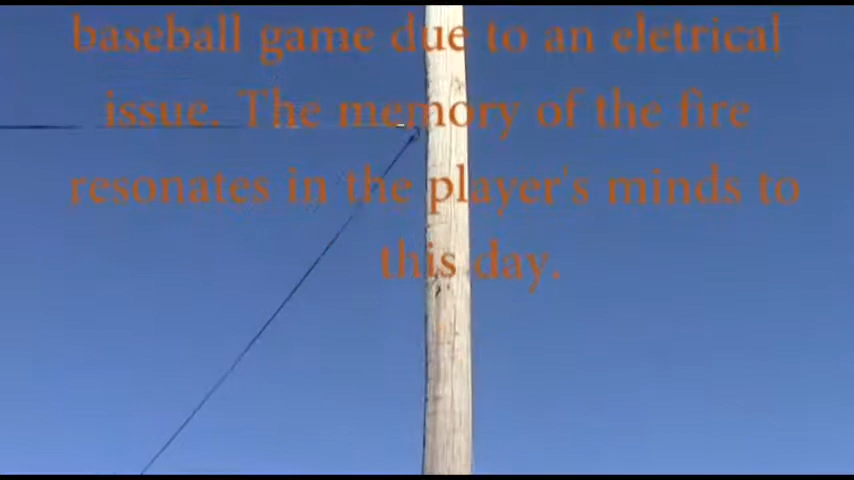 baseball game due to an eletrical
issue. The memory of the fire
resonates in the player's minds to
this day.